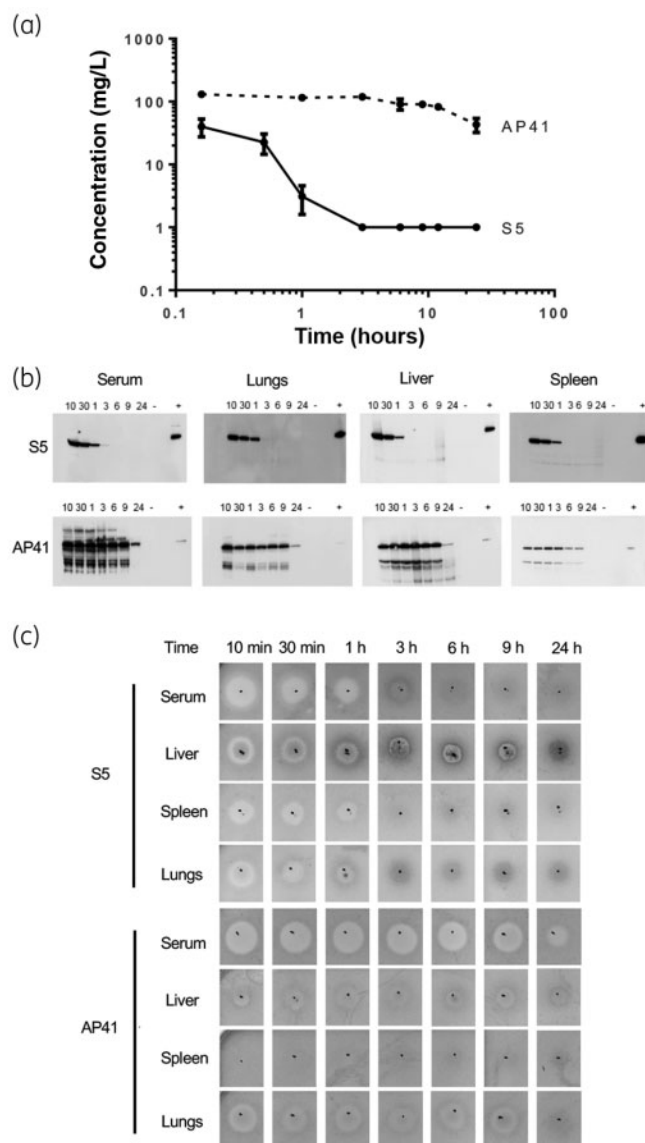 (a)
1000
100
10
1
0.1
Concentration (mg/L)
AP41
S5
0.1 1 10 100
Time (hours)
(b)
Serum Lungs Liver Spleen
10 30 1 3 6 9 24 - + 10 30 1 3 6 9 24 - + 10 30 1 3 6 9 24 - + 10 30 1 3 6 9 24 - +
S5
10 30 1 3 6 9 24 - + 10 30 1 3 6 9 24 - + 10 30 1 3 6 9 24 - + 10 30 1 3 6 9 24 - +
AP41
(c)
Time 10 min 30 min 1 h 3 h 6 h 9 h 24 h
S5
Serum
Liver
Spleen
Lungs
AP41
Serum
Liver
Spleen
Lungs